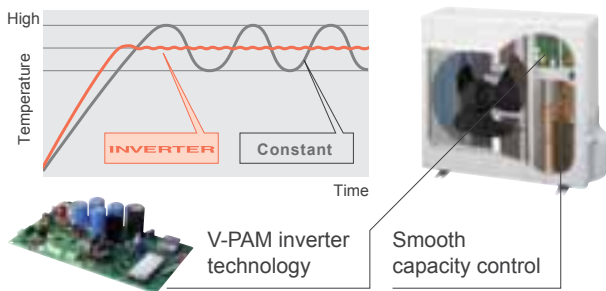 High
Temperature
INVERTER
Constant
Time
V-PAM inverter
technology
Smooth
capacity control